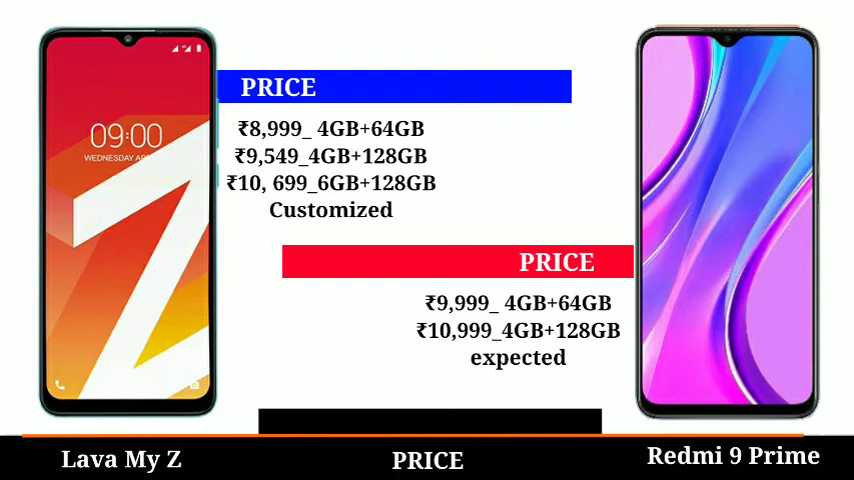 09:00
WEDNESDAY AP
PRICE
₹8,999_ 4GB+64GB
₹9,549_4GB+128GB
₹10, 699_6GB+128GB
Customized
PRICE
₹9,999_ 4GB+64GB
₹10,999_4GB+128GB
expected
Lava My Z
PRICE
Redmi 9 Prime